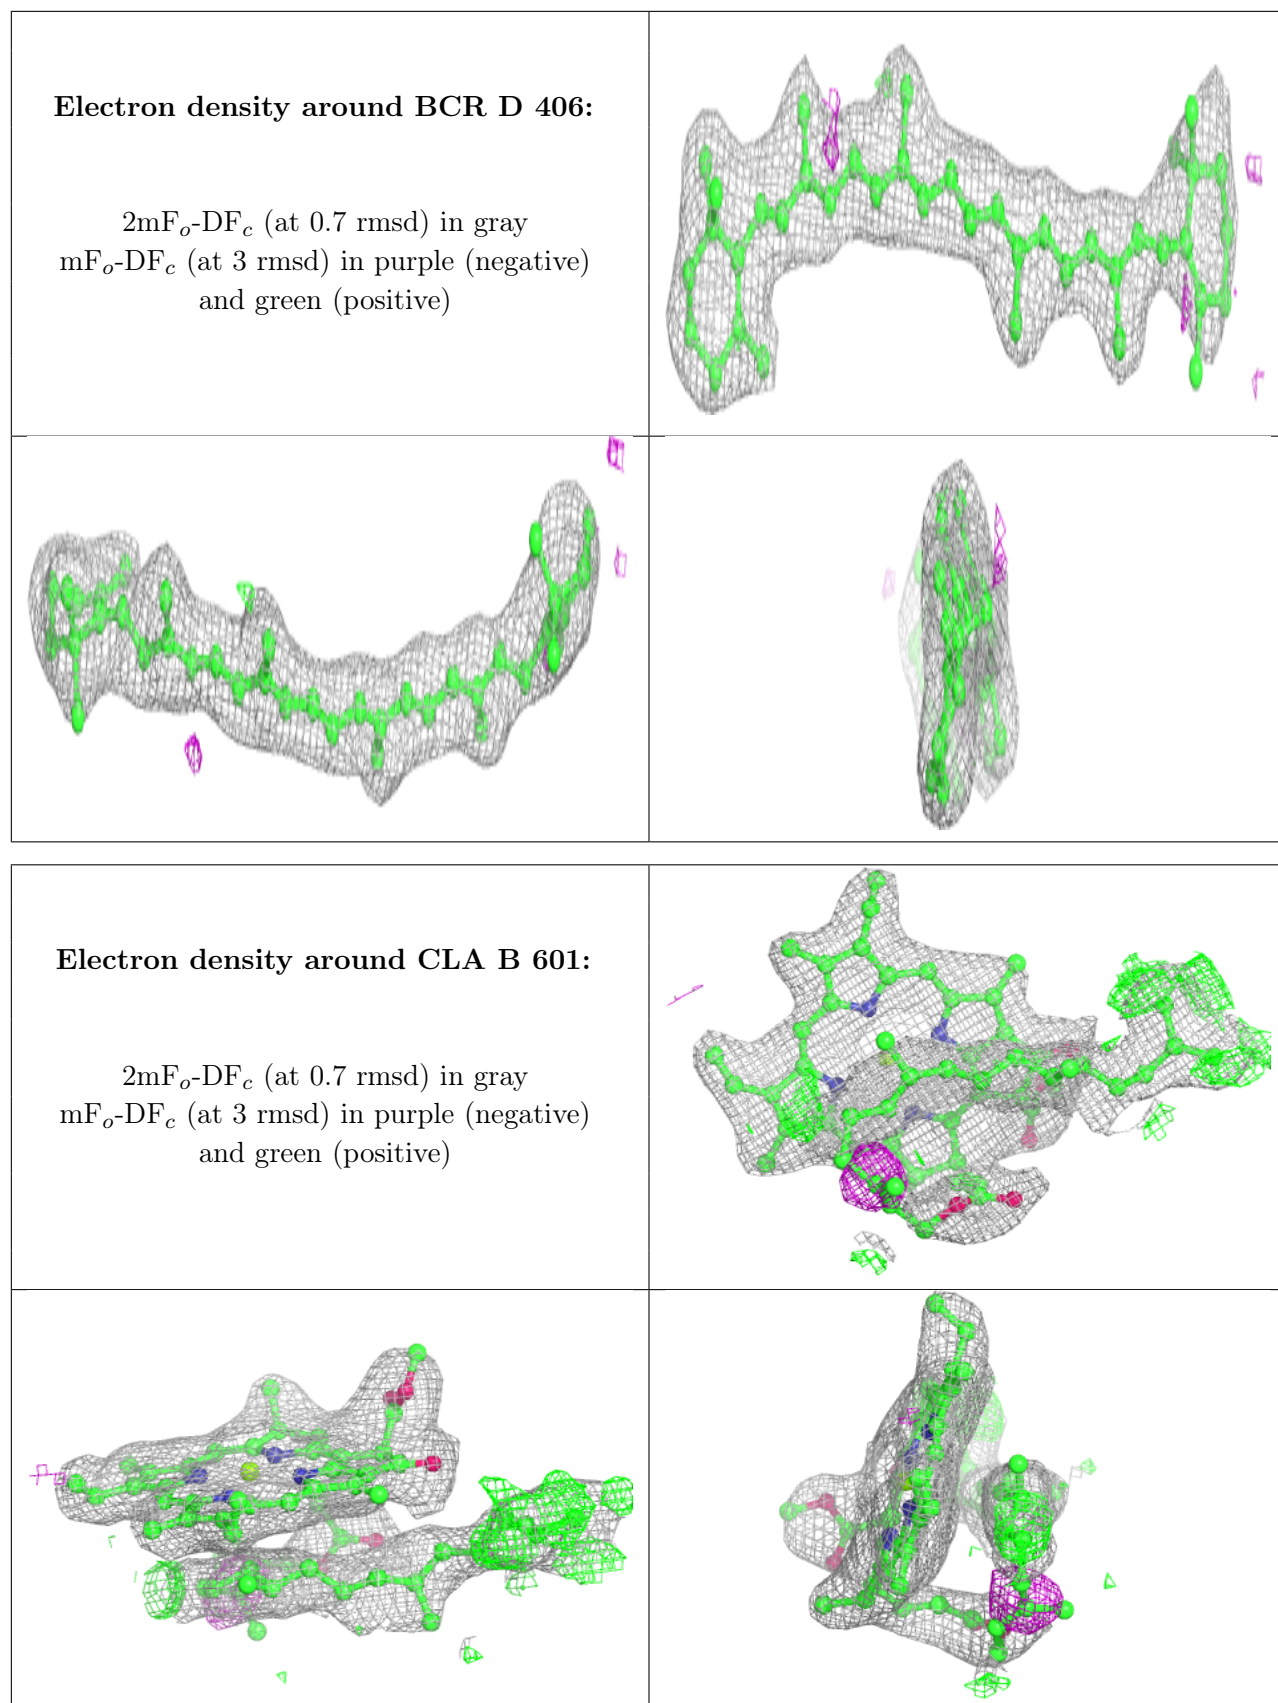 Electron density around BCR D 406:
2mFo-DFc (at 0.7 rmsd) in gray
mFo-DFc (at 3 rmsd) in purple (negative)
and green (positive)
Electron density around CLA B 601:
2mFo-DFc (at 0.7 rmsd) in gray
mFo-DFc (at 3 rmsd) in purple (negative)
and green (positive)